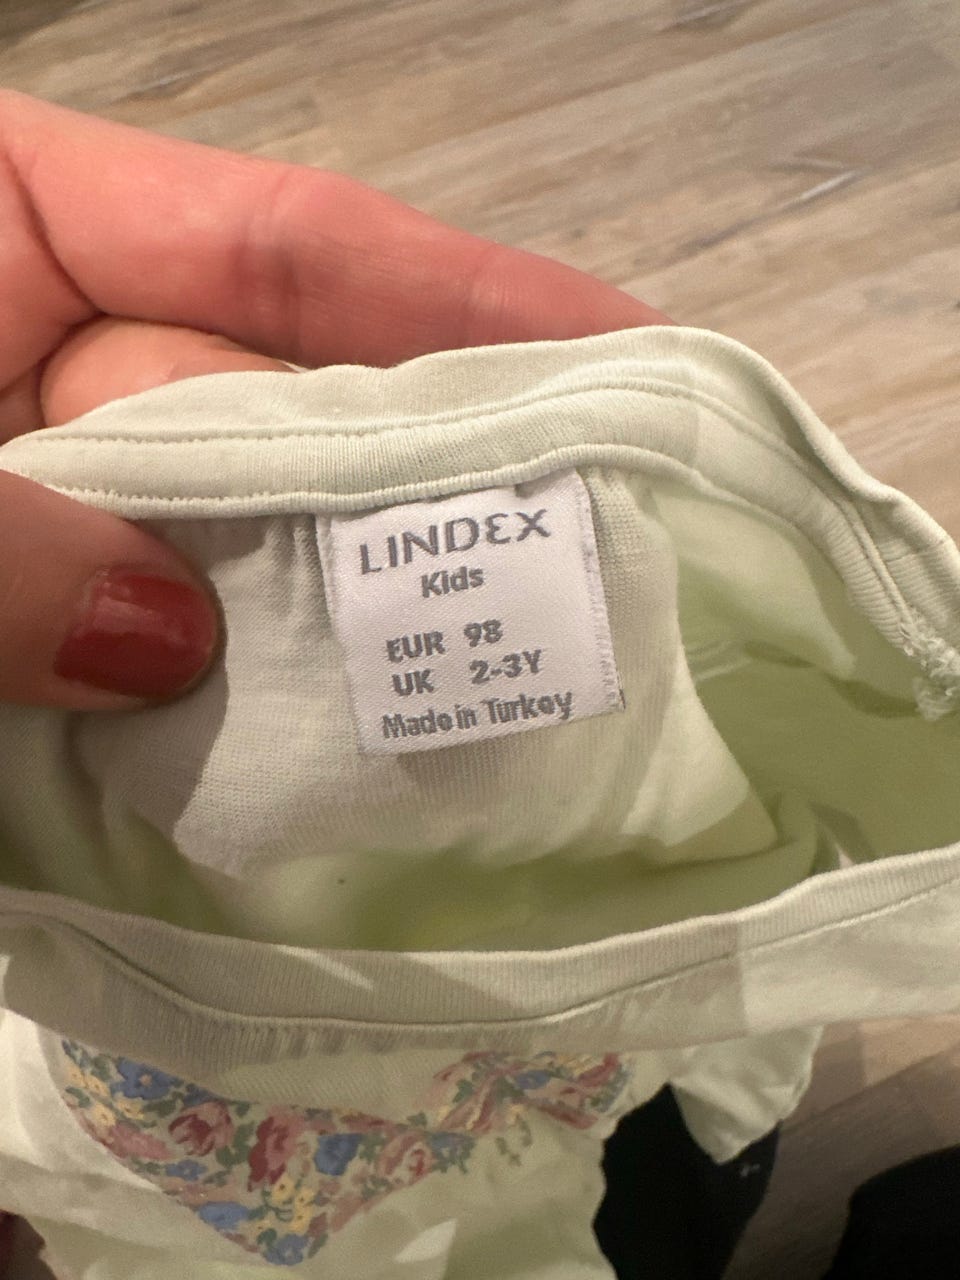 LINDEX
Kids
EUR 98
UK 2-3Y
Made in Turkey